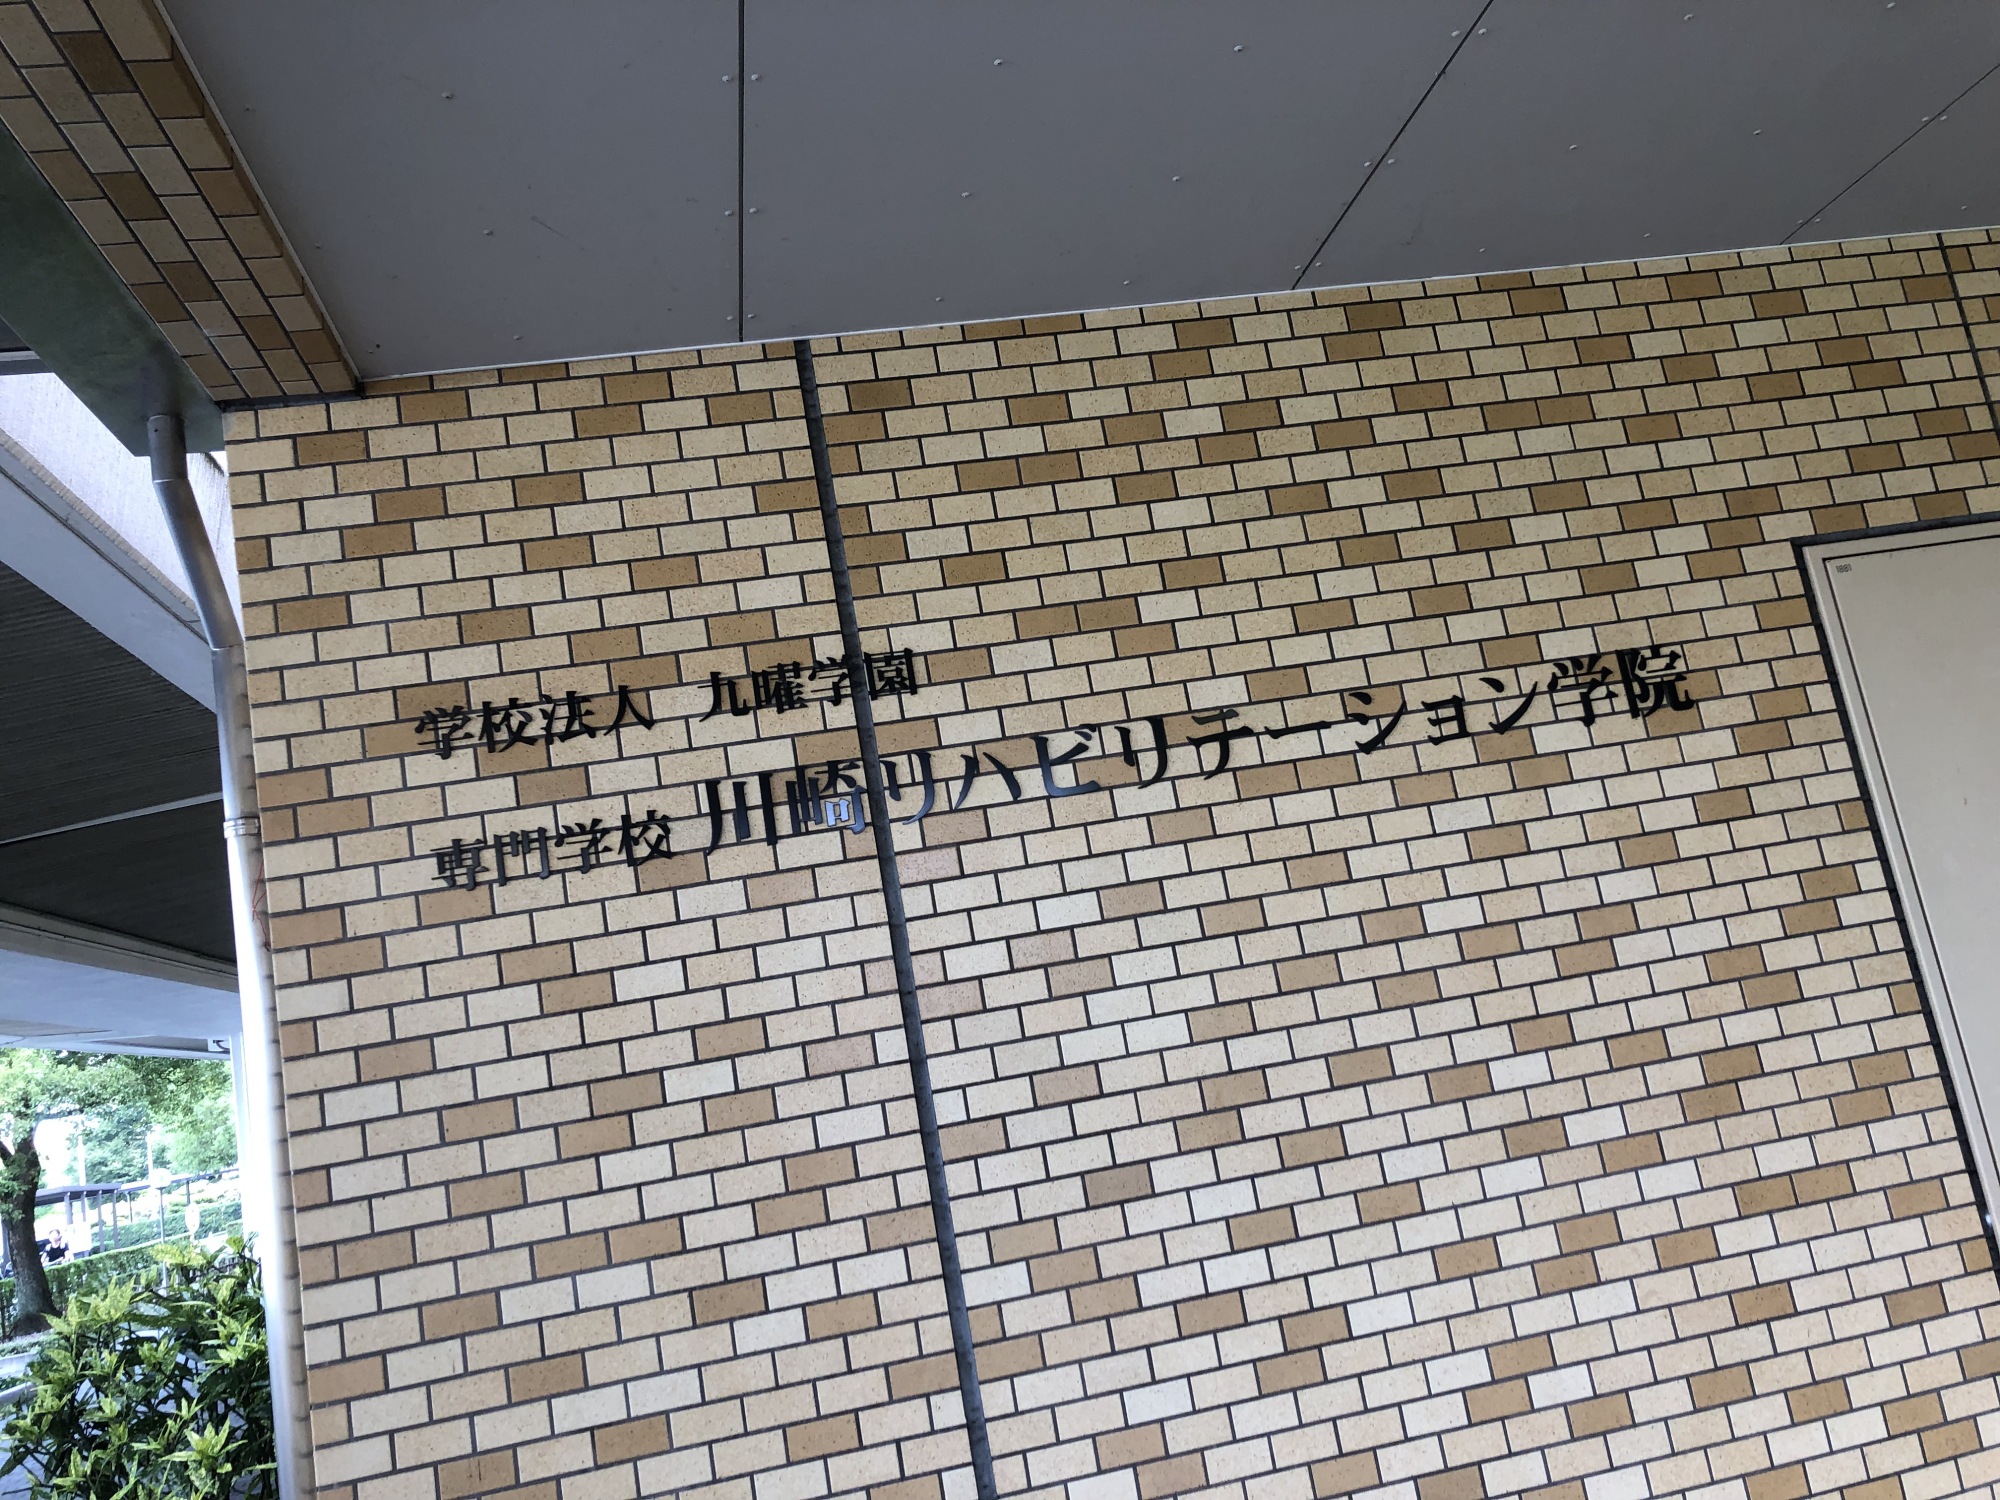 学校法人 九曜学園
専門学校 川崎リハビリテーション学院
1881